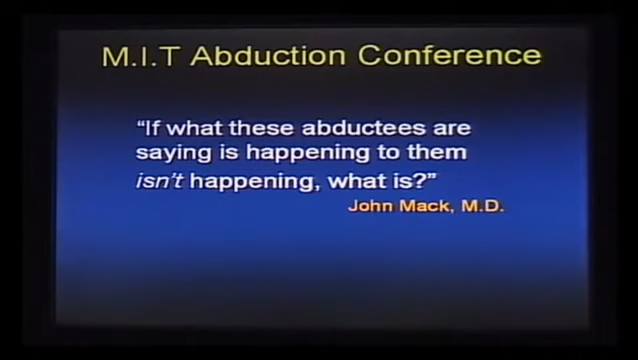 M.I.T Abduction Conference
“If what these abductees are
saying is happening to them
isn’t happening, what is?”
John Mack, M.D.